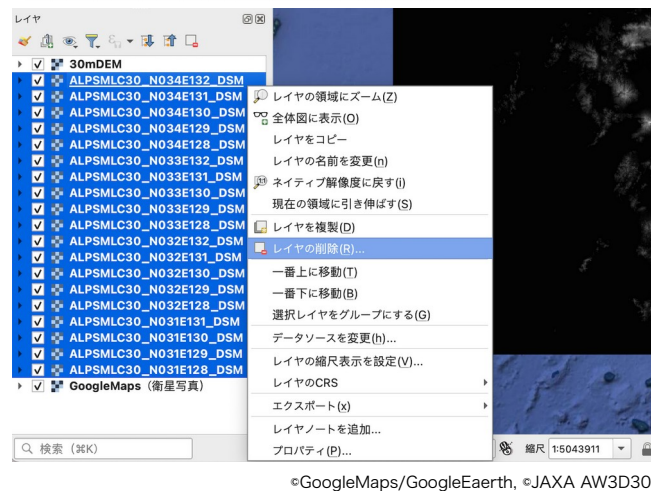 レイヤ
30mDEM
ALPSMLC30_N034E132_DSM
ALPSMLC30_N034E131_DSM
ALPSMLC30_N034E130_DSM
ALPSMLC30_N034E129_DSM
ALPSMLC30_N034E128_DSM
ALPSMLC30_N033E132_DSM
ALPSMLC30_N033E131_DSM
ALPSMLC30_N033E130_DSM
ALPSMLC30_N033E129_DSM
ALPSMLC30_N033E128_DSM
ALPSMLC30_N032E132_DSM
ALPSMLC30_N032E131_DSM
ALPSMLC30_N032E130_DSM
ALPSMLC30_N032E129_DSM
ALPSMLC30_N032E128_DSM
ALPSMLC30_N031E131_DSM
ALPSMLC30_N031E130_DSM
ALPSMLC30_N031E129_DSM
ALPSMLC30_N031E128_DSM
GoogleMaps（衛星写真）
レイヤの領域にズーム(Z)
全体図に表示(O)
レイヤをコピー
レイヤの名前を変更(n)
ネイティブ解像度に戻す(i)
現在の領域に引き伸ばす(S)
レイヤを複製(D)
レイヤの削除(R)...
一番上に移動(T)
一番下に移動(B)
選択レイヤをグループにする(G)
データソースを変更(h)...
レイヤの縮尺表示を設定(V)...
レイヤのCRS
エクスポート(x)
レイヤノートを追加...
プロパティ(P)...
検索（⌘K）
縮尺 1:5043911
©GoogleMaps/GoogleEaerth, ©JAXA AW3D30